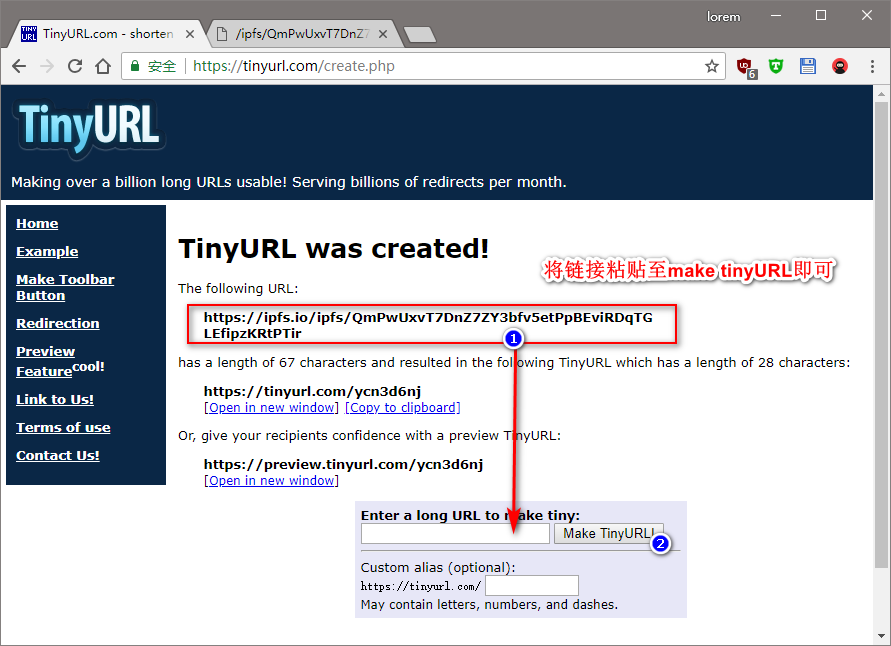 lorem
TinyURL.com - shorten
/ipfs/QmPwUxvT7DnZ7
安全
https://tinyurl.com/create.php
6
TinyURL
Making over a billion long URLs usable! Serving billions of redirects per month.
Home
Example
Make Toolbar
Button
Redirection
Preview
Featurecool!
Link to Us!
Terms of use
Contact Us!
TinyURL was created!
将链接粘贴至make tinyURL即可
The following URL:
https://ipfs.io/ipfs/QmPwUxvT7DnZ7ZY3bfv5etPpBEviRDqTG
LEfipzKRtPTir
1
has a length of 67 characters and resulted in the following TinyURL which has a length of 28 characters:
https://tinyurl.com/ycn3d6nj
[Open in new window] [Copy to clipboard]
Or, give your recipients confidence with a preview TinyURL:
https://preview.tinyurl.com/ycn3d6nj
[Open in new window]
Enter a long URL to make tiny:
Make TinyURL!
2
Custom alias (optional):
https://tinyurl.com/
May contain letters, numbers, and dashes.